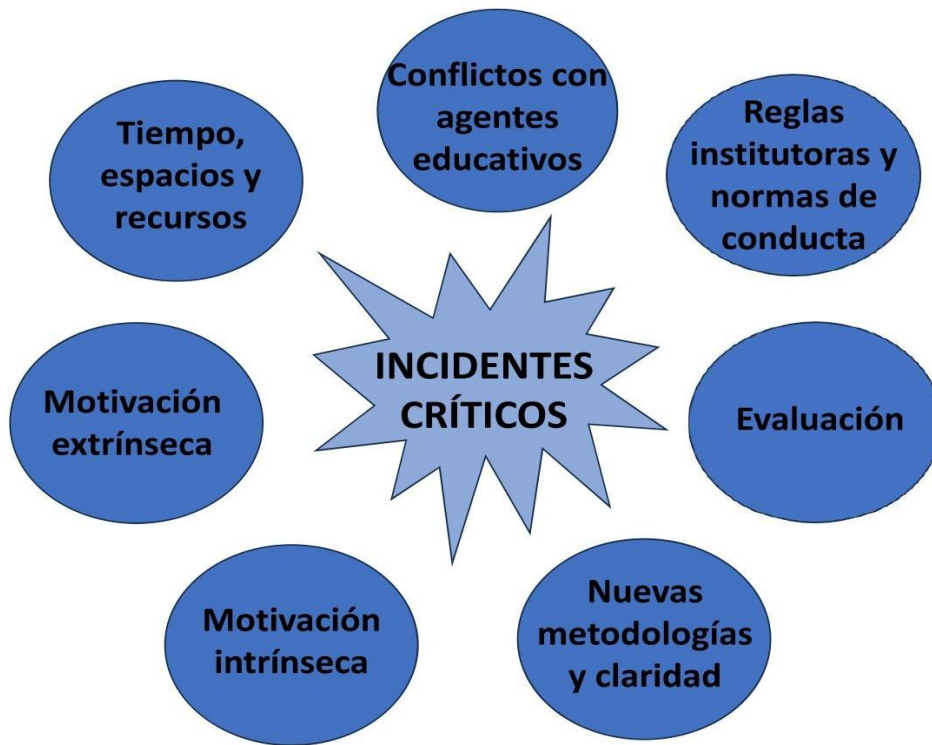 Conflictos con
agentes
educativos
Tiempo,
espacios y
recursos
Reglas
institutoras y
normas de
conducta
INCIDENTES
CRÍTICOS
Motivación
extrínseca
Evaluación
Motivación
intrínseca
Nuevas
metodologías
y claridad